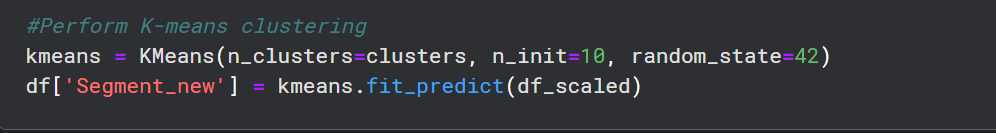 #Perform K-means clustering
kmeans = KMeans(n_clusters=clusters, n_init=10, random_state=42)
df['Segment_new'] = kmeans.fit_predict(df_scaled)